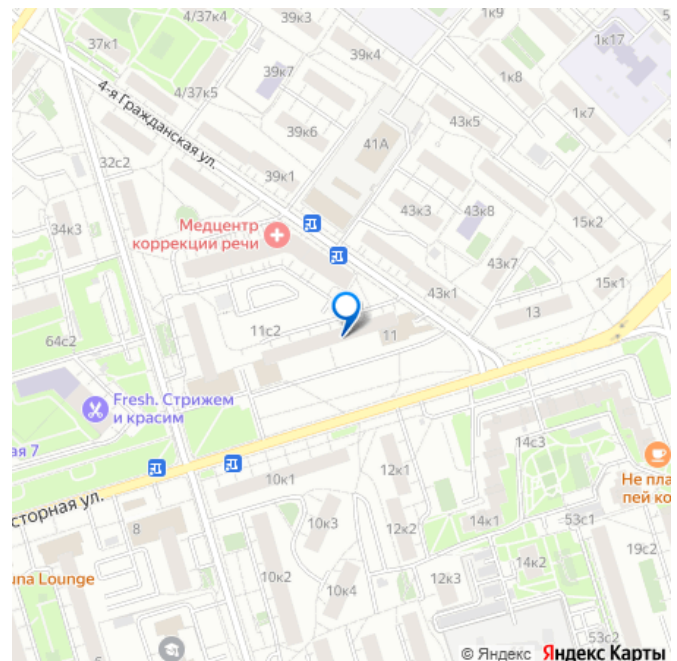 4/37к4
39к3
1к9
5
37к1
39к4
1к17
39к7
1к8
4/37к5
4-я Гражданская ул.
1к7
39к6
43к5
41А
32с2
39к1
43к3
43к8
Медцентр
коррекции речи
15к2
34к3
43к7
43к1
15к1
13
11с2
11
64с2
Fresh. Стрижем
и красим
ая 7
14с3
12к1
Не пла
пей ко
10к1
сторная ул.
8
10к3
12к2
14к1
53с1
19с2
una Lounge
10к2
10к4
12к3
14к2
53с2
© Яндекс Яндекс Карты